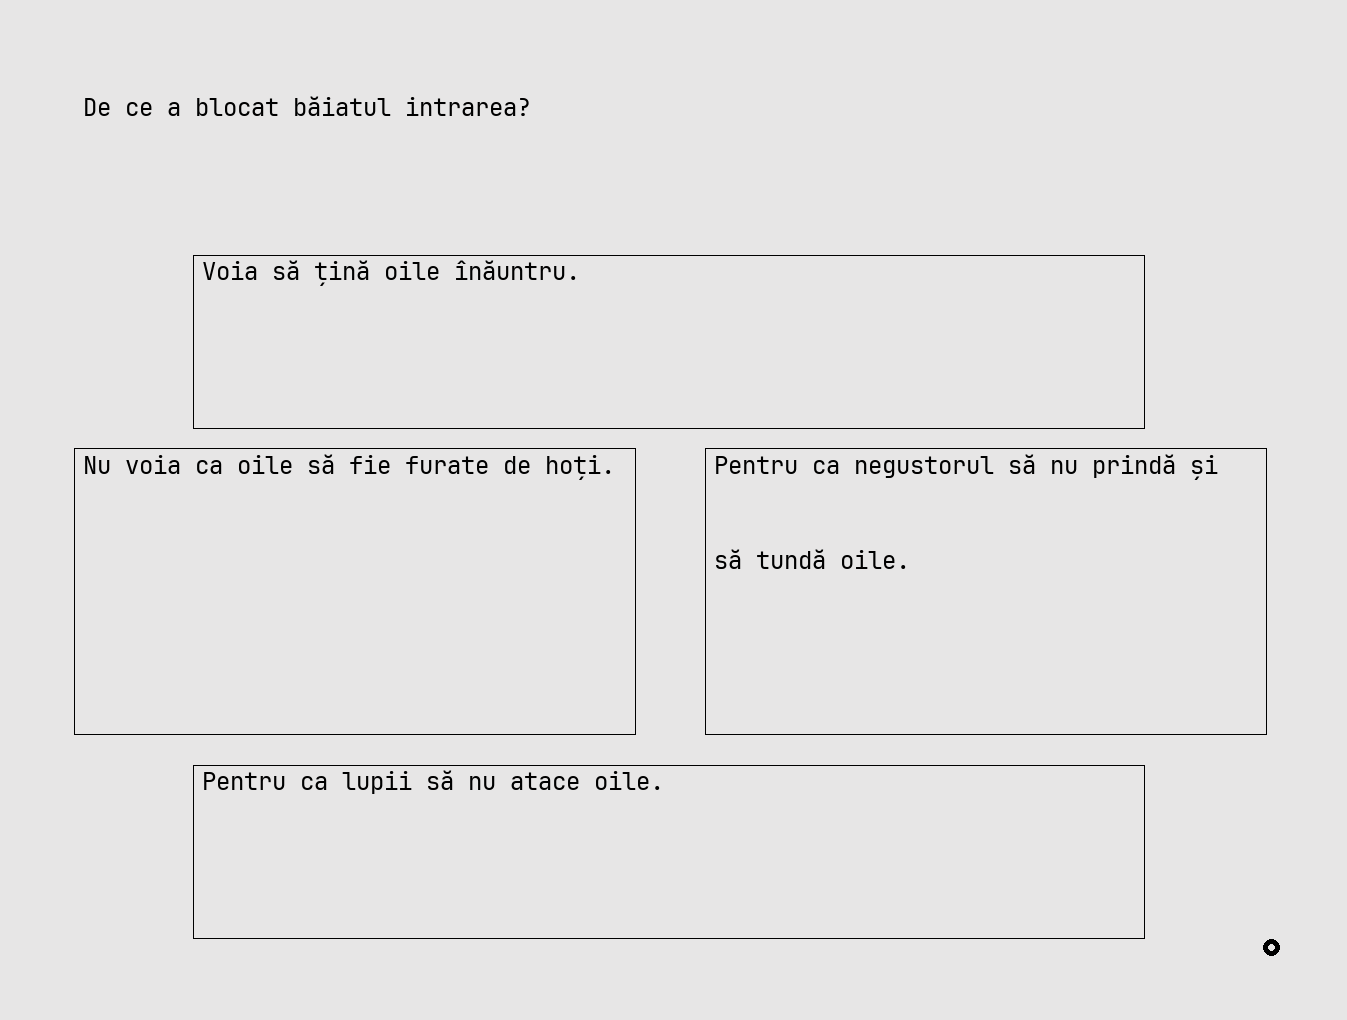 De ce a blocat băiatul intrarea?
Voia să țină oile înăuntru.
Nu voia ca oile să fie furate de hoți.
Pentru ca negustorul să nu prindă și
să tundă oile.
Pentru ca lupii să nu atace oile.